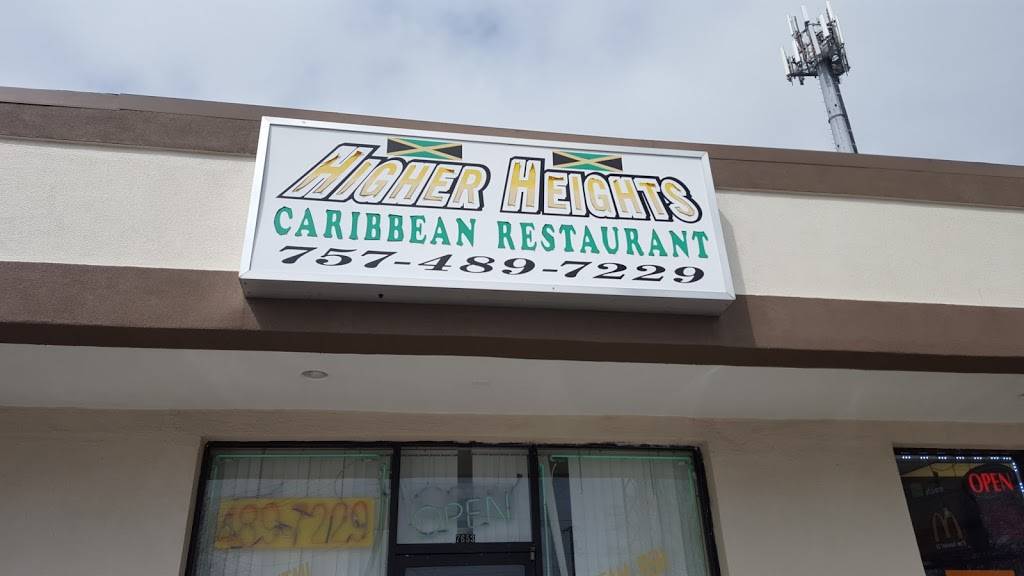 HIGHER HEIGHTS
CARIBBEAN RESTAURANT
757-489-7229
489-7229
OPEN
OPEN